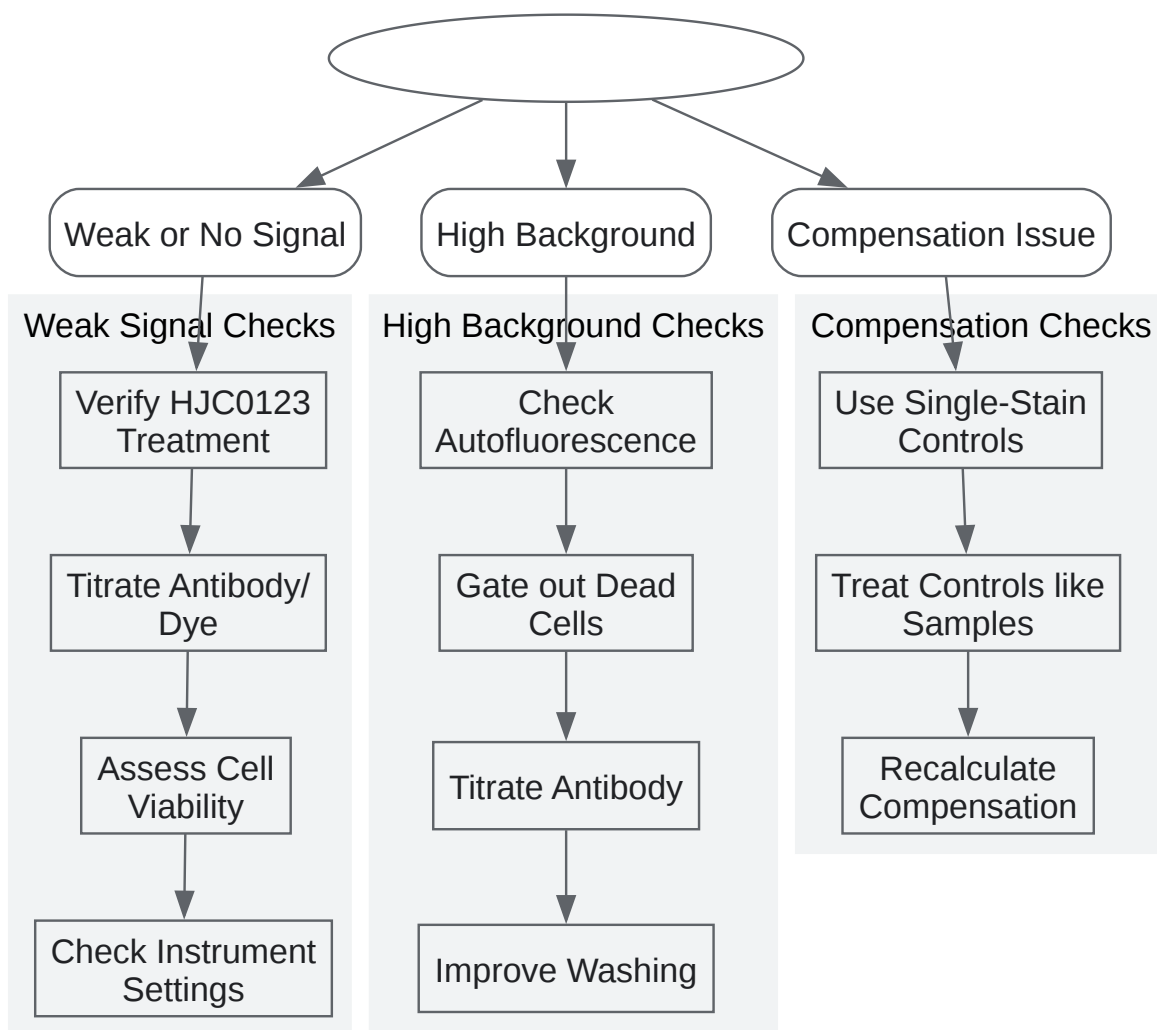 Weak or No Signal
High Background
Compensation Issue
Weak Signal Checks
Verify HJC0123
Treatment
Titrate Antibody/
Dye
Assess Cell
Viability
Check Instrument
Settings
High Background Checks
Check
Autofluorescence
Gate out Dead
Cells
Titrate Antibody
Improve Washing
Compensation Checks
Use Single-Stain
Controls
Treat Controls like
Samples
Recalculate
Compensation